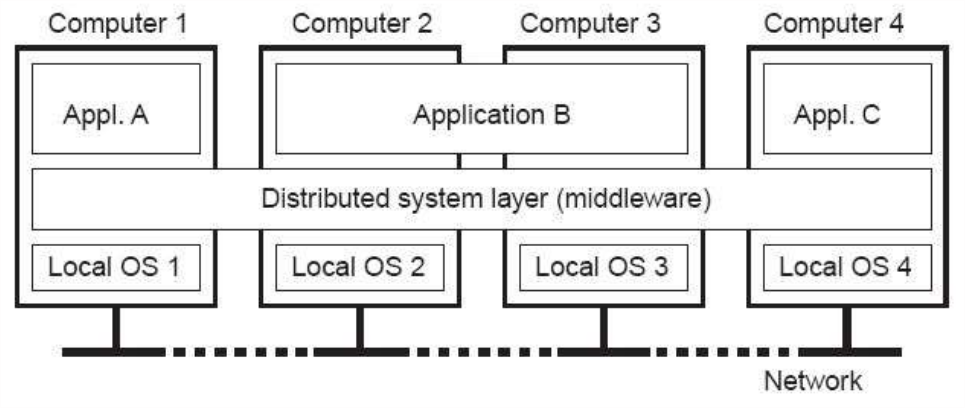 Computer 1
Computer 2
Computer 3
Computer 4
Appl. A
Application B
Appl. C
Distributed system layer (middleware)
Local OS 1
Local OS 2
Local OS 3
Local OS 4
Network